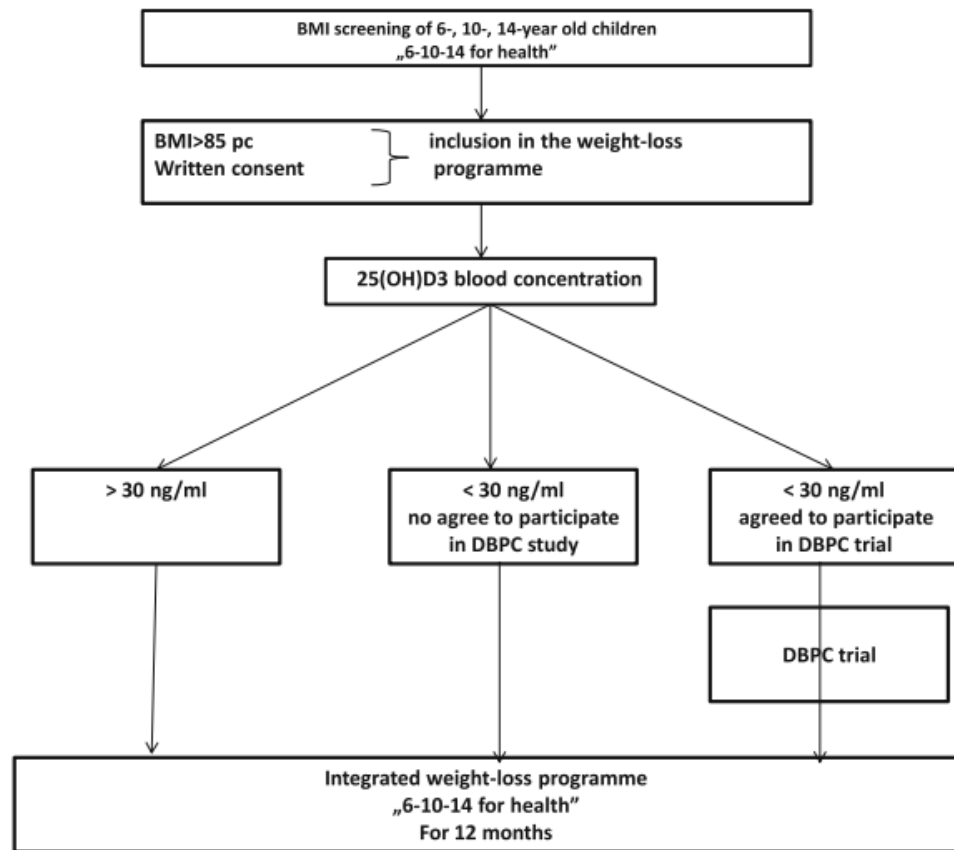 BMI screening of 6-, 10-, 14-year old children
„6-10-14 for health”
BMI>85 pc
Written consent
inclusion in the weight-loss
programme
25(OH)D3 blood concentration
> 30 ng/ml
< 30 ng/ml
no agree to participate
in DBPC study
< 30 ng/ml
agreed to participate
in DBPC trial
DBPC trial
Integrated weight-loss programme
„6-10-14 for health”
For 12 months